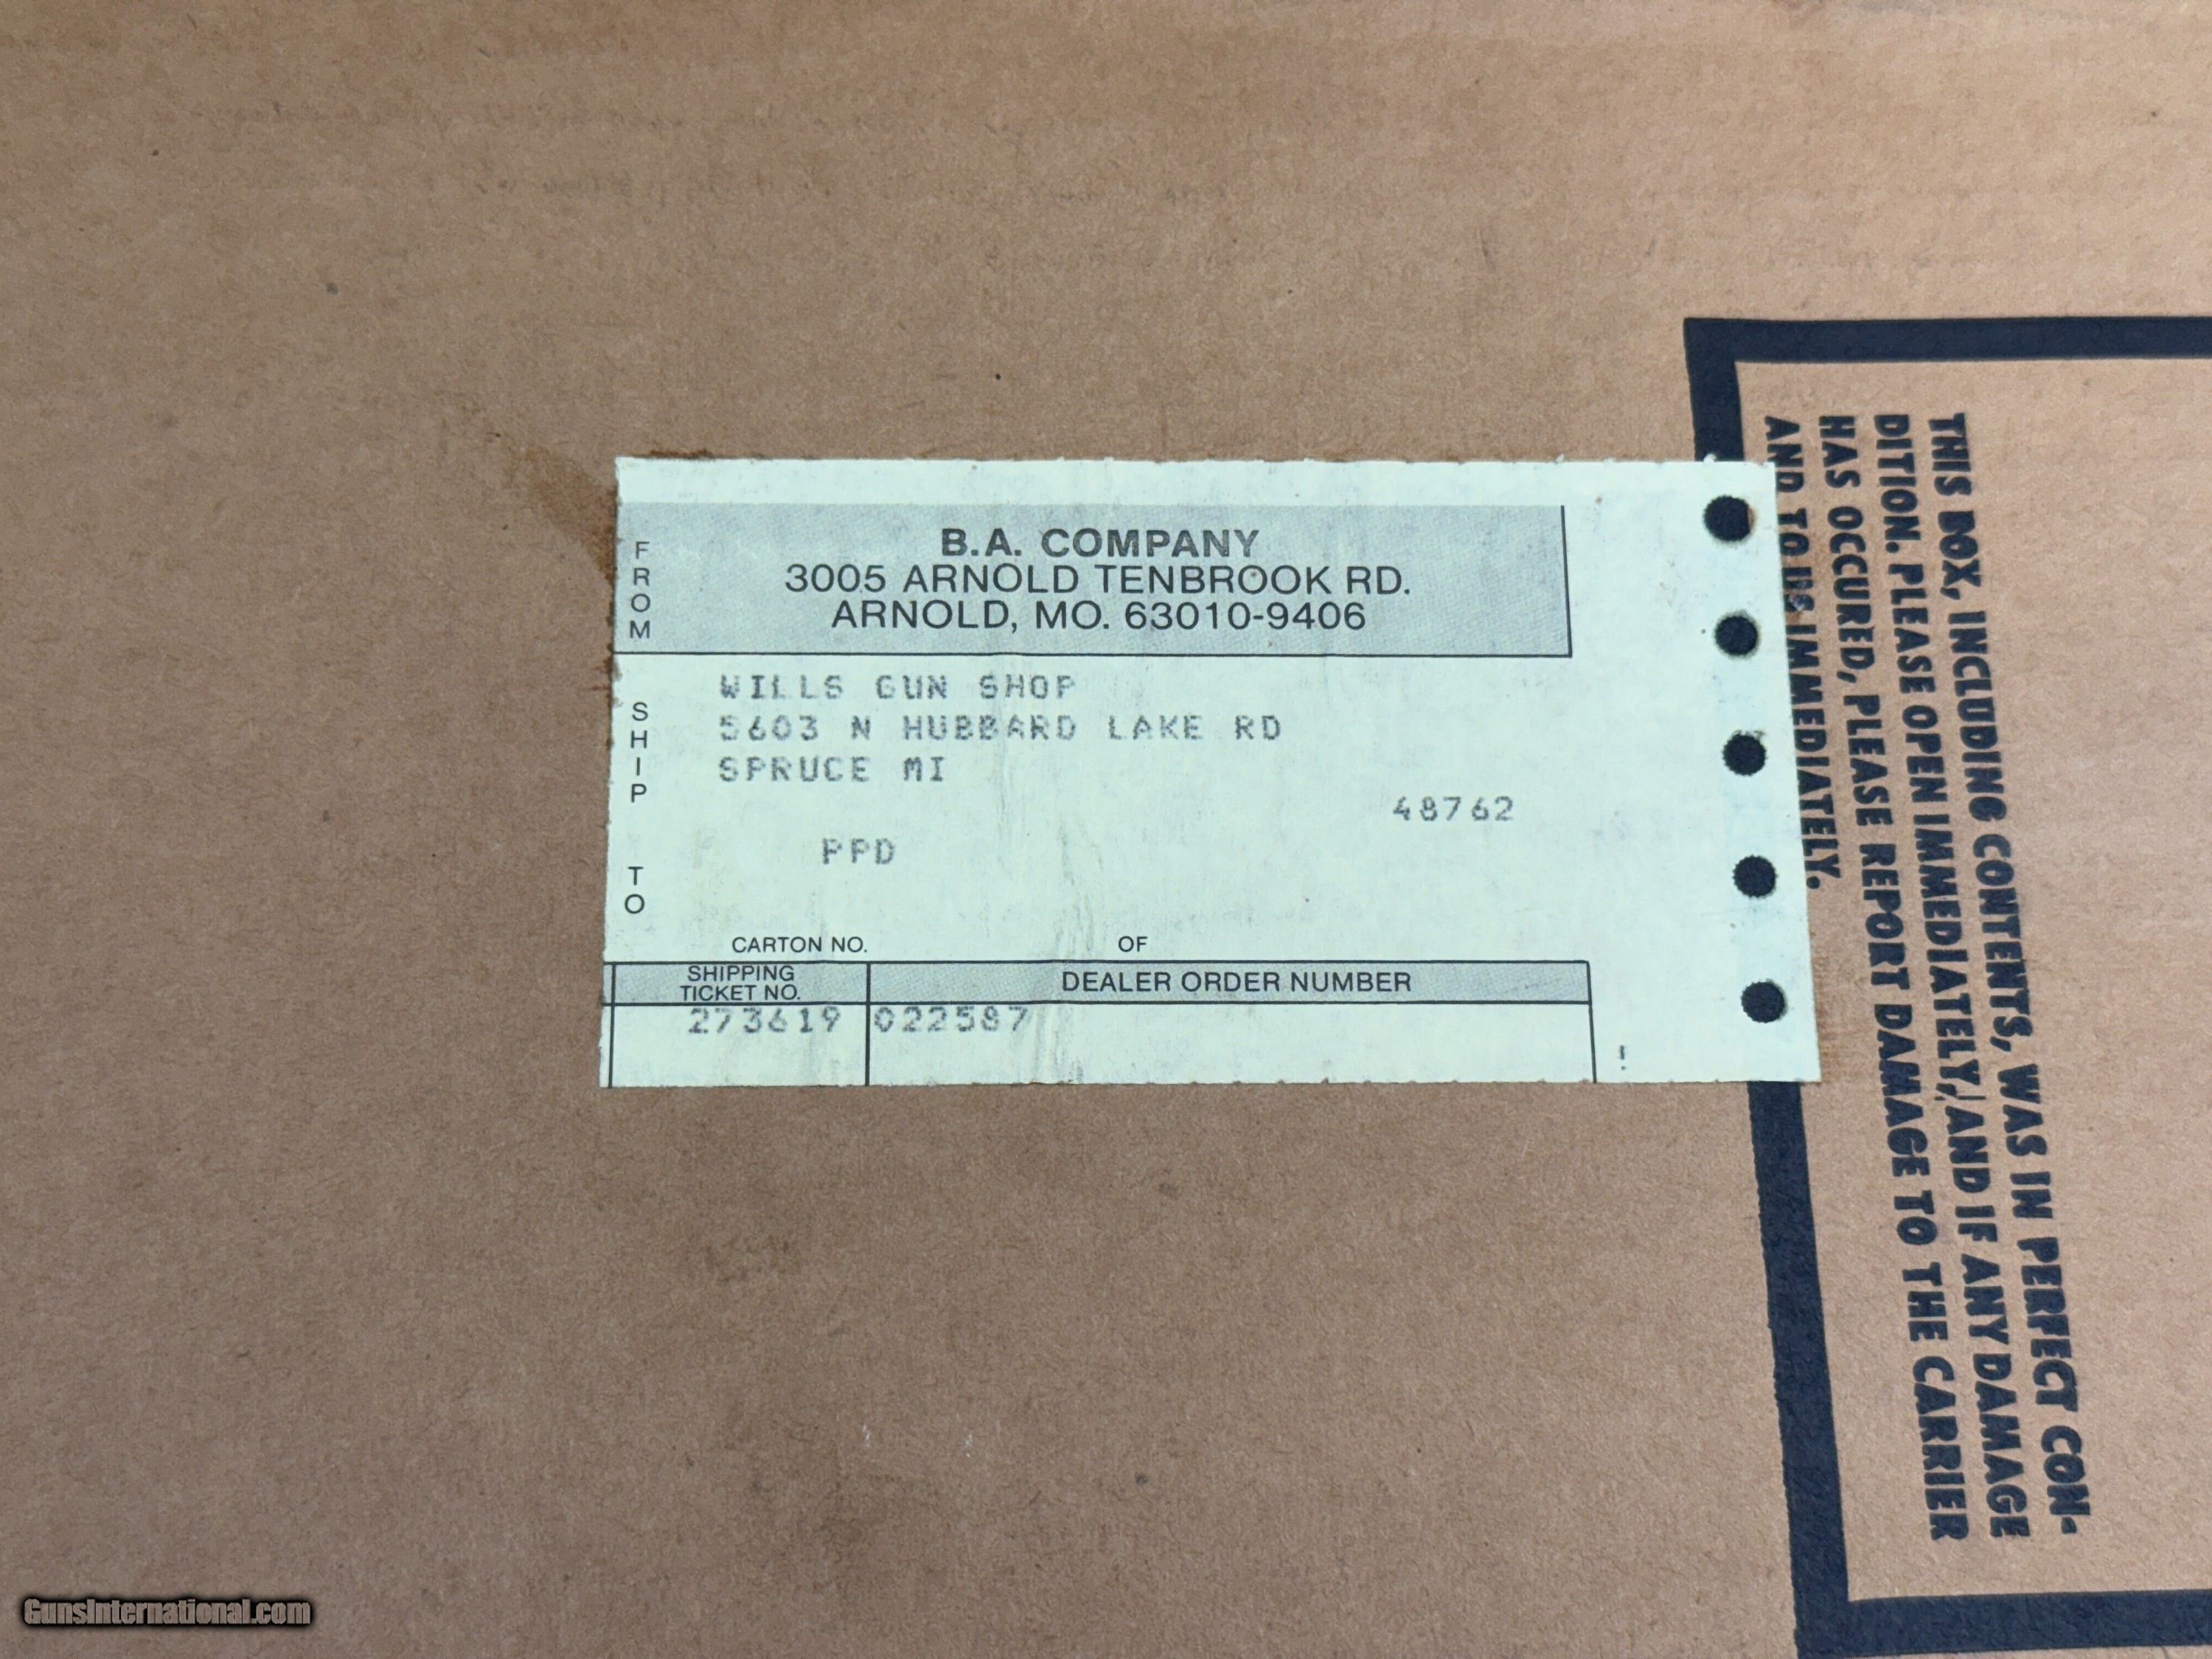 B.A. COMPANY
3005 ARNOLD TENBROOK RD.
ARNOLD, MO. 63010-9406
FROM
WILLS GUN SHOP
5603 N HUBBARD LAKE RD
SPRUCE MI
48762
PPD
SHIP TO
CARTON NO. OF
SHIPPING
TICKET NO.
DEALER ORDER NUMBER
273619 022587
!
THIS BOX, INCLUDING CONTENTS, WAS IN PERFECT CON-
DITION. PLEASE OPEN IMMEDIATELY, AND IF ANY DAMAGE
HAS OCCURED, PLEASE REPORT DAMAGE TO THE CARRIER
AND TO US IMMEDIATELY.
GunsInternational.com